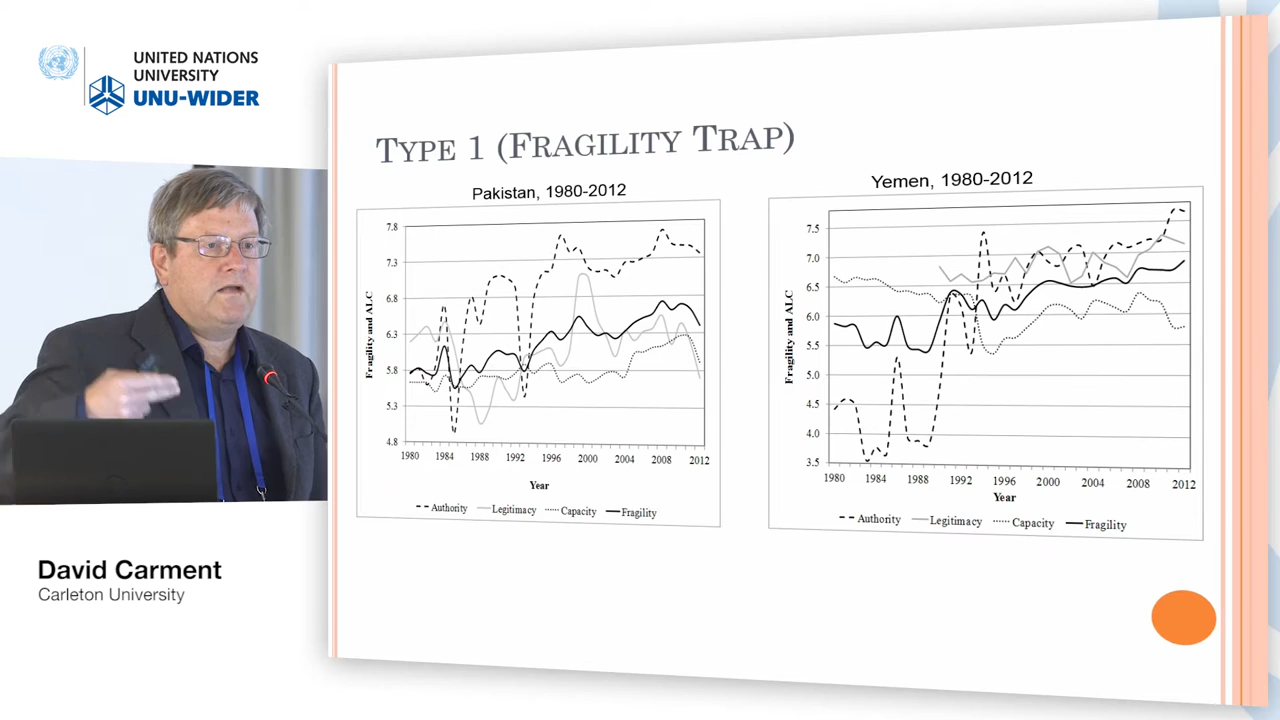 UNITED NATIONS
UNIVERSITY
UNU-WIDER
TYPE 1 (FRAGILITY TRAP)
Pakistan, 1980-2012
7.8
7.3
6.8
6.3
5.8
5.3
4.8
Fragility and ALC
1980 1984 1988 1992 1996 2000 2004 2008 2012
Year
Authority Legitimacy Capacity Fragility
Yemen, 1980-2012
7.5
7.0
6.5
6.0
5.5
5.0
4.5
4.0
3.5
Fragility and ALC
1980 1984 1988 1992 1996 2000 2004 2008 2012
Year
Authority Legitimacy Capacity Fragility
David Carment
Carleton University